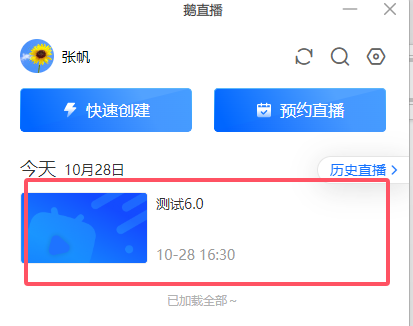 鹅直播
张帆
快速创建
预约直播
今天 10月28日
历史直播
测试6.0
10-28 16:30
已加载全部～